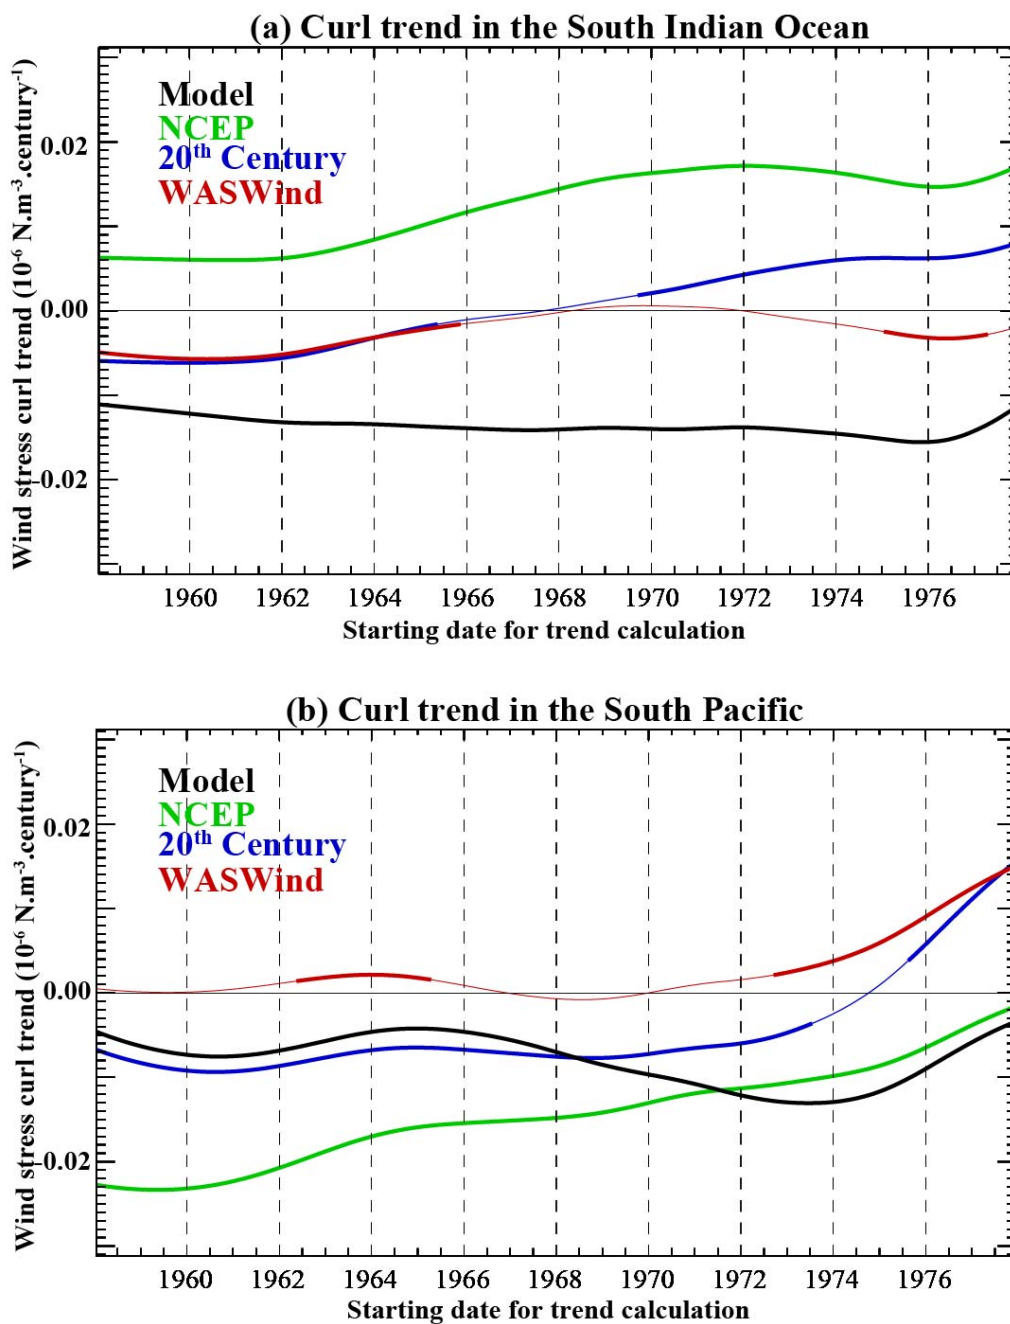 (a) Curl trend in the South Indian Ocean
Wind stress curl trend (10⁻⁶ N.m⁻³.century⁻¹)
Model
NCEP
20th Century
WASWind
0.02
0.00
-0.02
1960 1962 1964 1966 1968 1970 1972 1974 1976
Starting date for trend calculation
(b) Curl trend in the South Pacific
Wind stress curl trend (10⁻⁶ N.m⁻³.century⁻¹)
Model
NCEP
20th Century
WASWind
0.02
0.00
-0.02
1960 1962 1964 1966 1968 1970 1972 1974 1976
Starting date for trend calculation